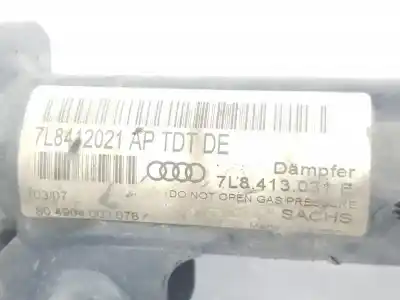 7L8412021 AP TDT DE
Dämpfer
7L8.413.031 F
03/07
DO NOT OPEN GAS PRESSURE
SACHS